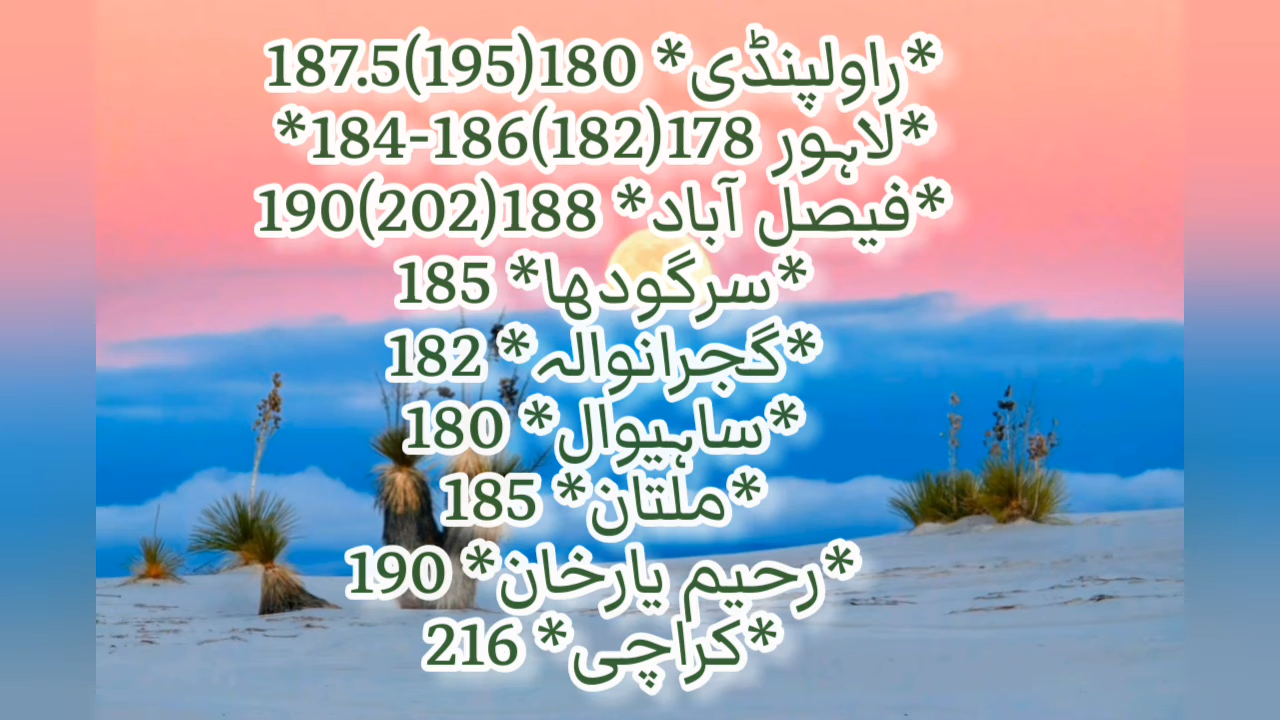 *راولپنڈی* 180(195)187.5
*لاہور 178(182)186-184*
*فیصل آباد* 188(202)190
*سرگودھا* 185
*گجرانوالہ* 182
*ساہیوال* 180
*ملتان* 185
*رحیم یارخان* 190
*کراچی* 216